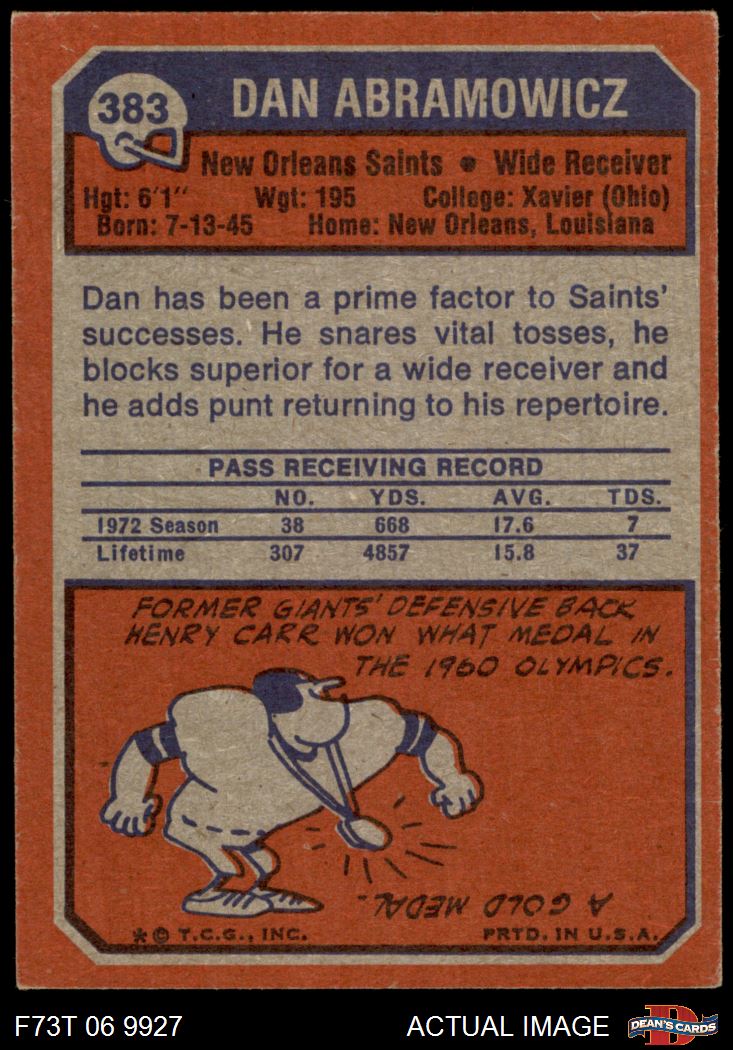 383
DAN ABRAMOWICZ
New Orleans Saints • Wide Receiver
Hgt: 6'1" Wgt: 195 College: Xavier (Ohio)
Born: 7-13-45 Home: New Orleans, Louisiana
Dan has been a prime factor to Saints'
successes. He snares vital tosses, he
blocks superior for a wide receiver and
he adds punt returning to his repertoire.
PASS RECEIVING RECORD
NO. YDS. AVG. TDS.
1972 Season 38 668 17.6 7
Lifetime 307 4857 15.8 37
FORMER GIANTS' DEFENSIVE BACK
HENRY CARR WON WHAT MEDAL IN
THE 1960 OLYMPICS.
A GOLD MEDAL.
* © T.C.G., INC. PRTD. IN U.S.A.
F73T 06 9927 ACTUAL IMAGE DEAN'S CARDS